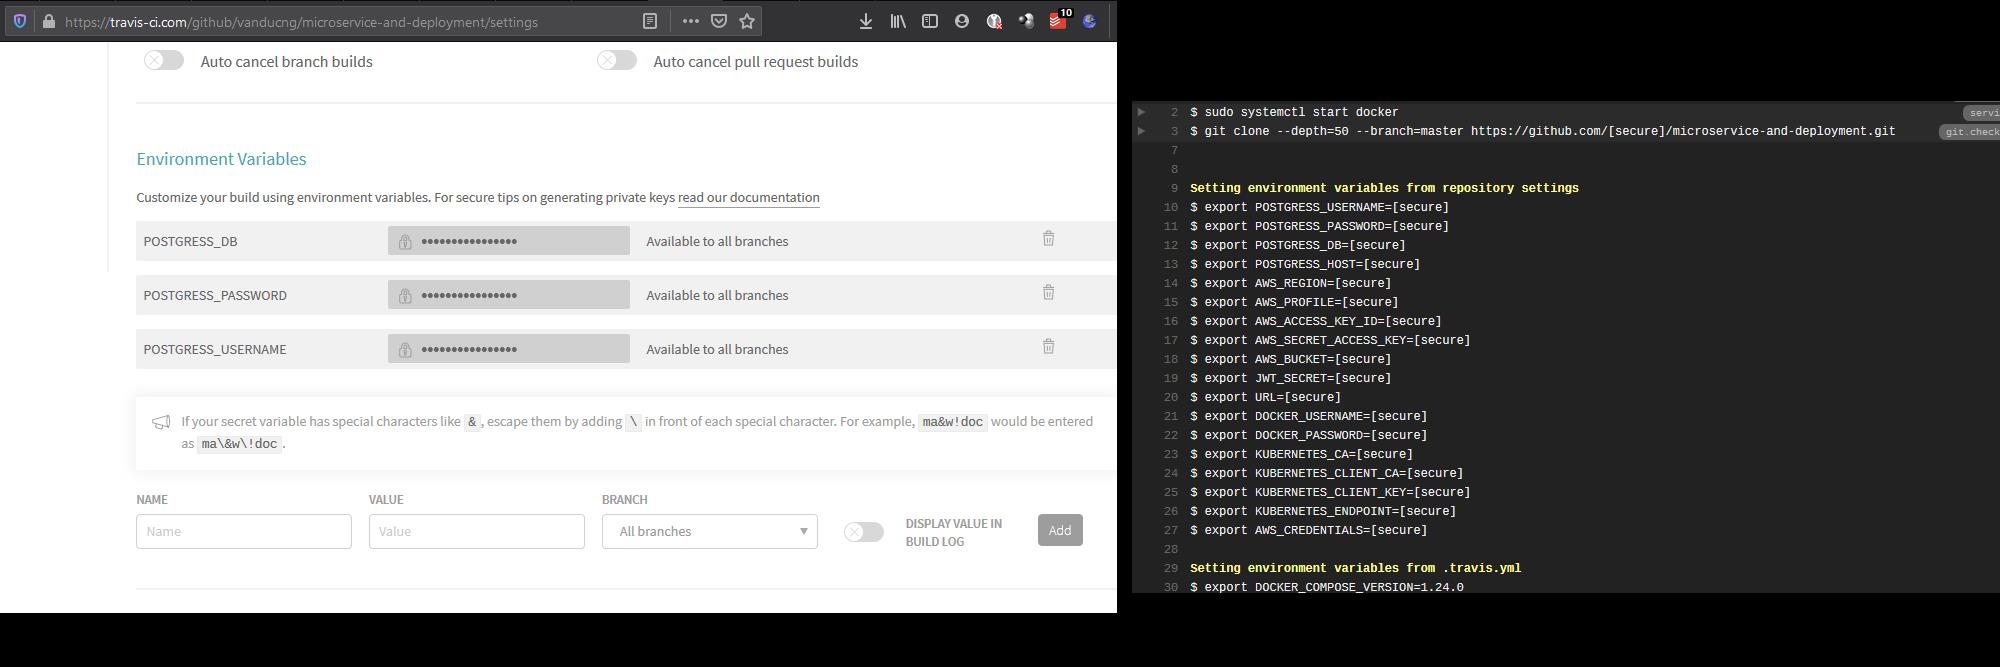 https://travis-ci.com/github/vanducng/microservice-and-deployment/settings
10
Auto cancel branch builds
Auto cancel pull request builds
Environment Variables
Customize your build using environment variables. For secure tips on generating private keys read our documentation
POSTGRESS_DB
••••••••••••••••
Available to all branches
POSTGRESS_PASSWORD
••••••••••••••••
Available to all branches
POSTGRESS_USERNAME
••••••••••••••••
Available to all branches
If your secret variable has special characters like &, escape them by adding \ in front of each special character. For example, ma&w!doc would be entered
as ma\&w\!doc.
NAME
VALUE
BRANCH
Name
Value
All branches
DISPLAY VALUE IN
BUILD LOG
Add
2 $ sudo systemctl start docker
servi
3 $ git clone --depth=50 --branch=master https://github.com/[secure]/microservice-and-deployment.git
git.check
7
8
9 Setting environment variables from repository settings
10 $ export POSTGRESS_USERNAME=[secure]
11 $ export POSTGRESS_PASSWORD=[secure]
12 $ export POSTGRESS_DB=[secure]
13 $ export POSTGRESS_HOST=[secure]
14 $ export AWS_REGION=[secure]
15 $ export AWS_PROFILE=[secure]
16 $ export AWS_ACCESS_KEY_ID=[secure]
17 $ export AWS_SECRET_ACCESS_KEY=[secure]
18 $ export AWS_BUCKET=[secure]
19 $ export JWT_SECRET=[secure]
20 $ export URL=[secure]
21 $ export DOCKER_USERNAME=[secure]
22 $ export DOCKER_PASSWORD=[secure]
23 $ export KUBERNETES_CA=[secure]
24 $ export KUBERNETES_CLIENT_CA=[secure]
25 $ export KUBERNETES_CLIENT_KEY=[secure]
26 $ export KUBERNETES_ENDPOINT=[secure]
27 $ export AWS_CREDENTIALS=[secure]
28
29 Setting environment variables from .travis.yml
30 $ export DOCKER_COMPOSE_VERSION=1.24.0